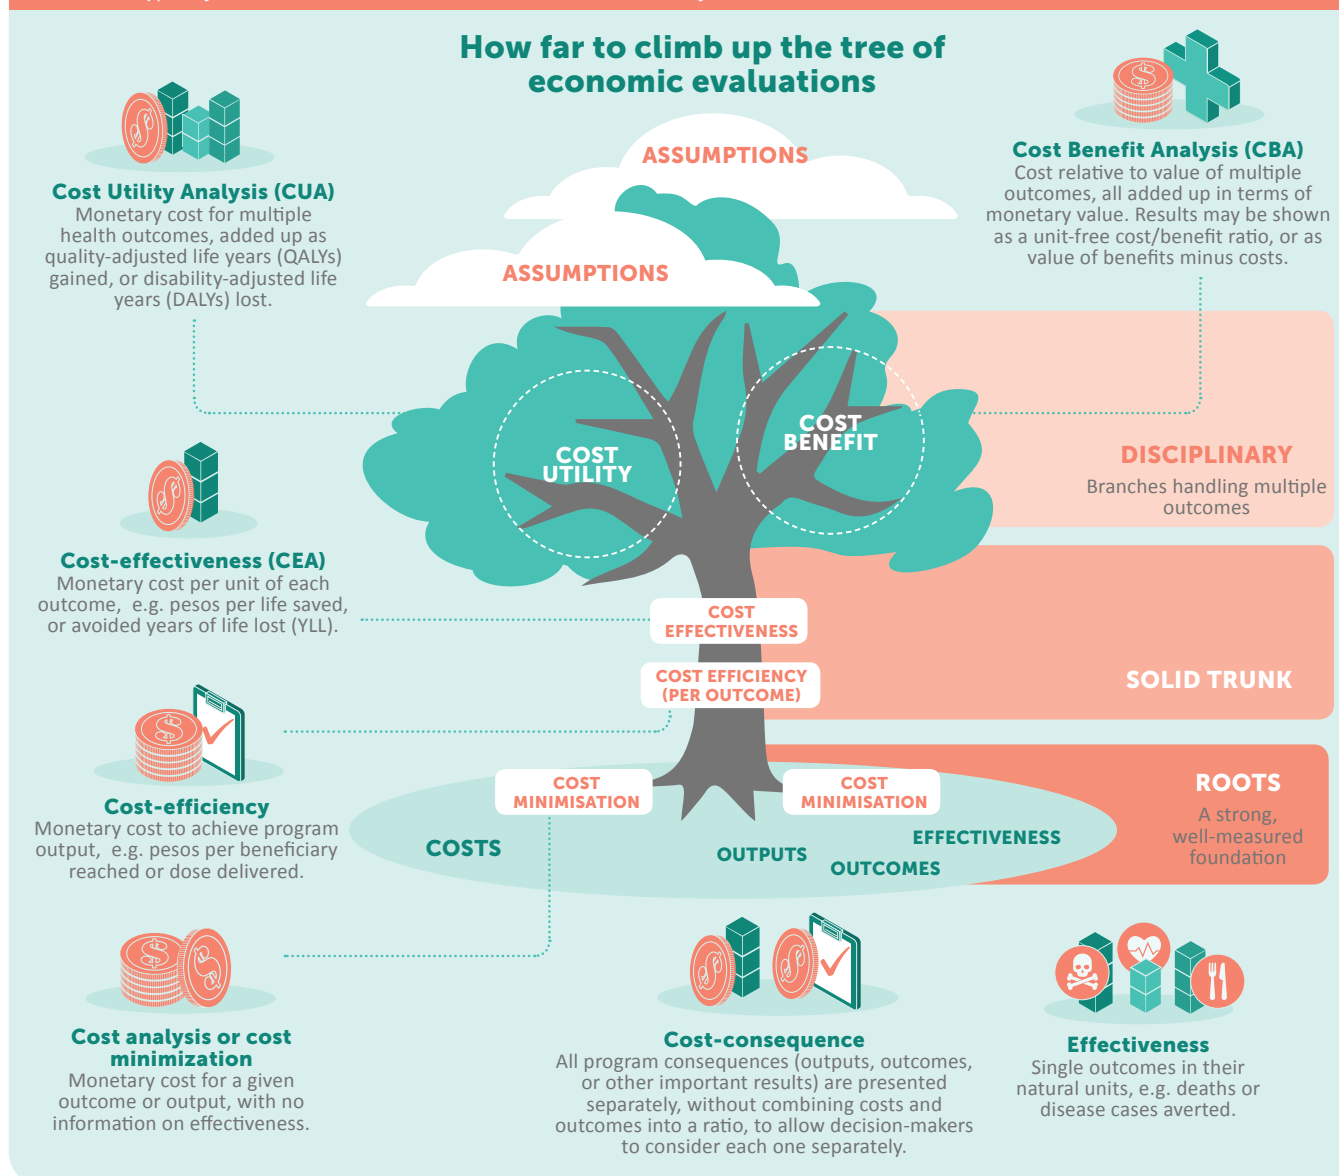 How far to climb up the tree of
economic evaluations
ASSUMPTIONS
ASSUMPTIONS
Cost Utility Analysis (CUA)
Monetary cost for multiple
health outcomes, added up as
quality-adjusted life years (QALYs)
gained, or disability-adjusted life
years (DALYs) lost.
Cost Benefit Analysis (CBA)
Cost relative to value of multiple
outcomes, all added up in terms of
monetary value. Results may be shown
as a unit-free cost/benefit ratio, or as
value of benefits minus costs.
COST
UTILITY
COST
BENEFIT
DISCIPLINARY
Branches handling multiple
outcomes
Cost-effectiveness (CEA)
Monetary cost per unit of each
outcome, e.g. pesos per life saved,
or avoided years of life lost (YLL).
COST
EFFECTIVENESS
COST EFFICIENCY
(PER OUTCOME)
SOLID TRUNK
Cost-efficiency
Monetary cost to achieve program
output, e.g. pesos per beneficiary
reached or dose delivered.
COST
MINIMISATION
COST
MINIMISATION
ROOTS
A strong,
well-measured
foundation
COSTS
OUTPUTS
OUTCOMES
EFFECTIVENESS
Cost analysis or cost
minimization
Monetary cost for a given
outcome or output, with no
information on effectiveness.
Cost-consequence
All program consequences (outputs, outcomes,
or other important results) are presented
separately, without combining costs and
outcomes into a ratio, to allow decision-makers
to consider each one separately.
Effectiveness
Single outcomes in their
natural units, e.g. deaths or
disease cases averted.